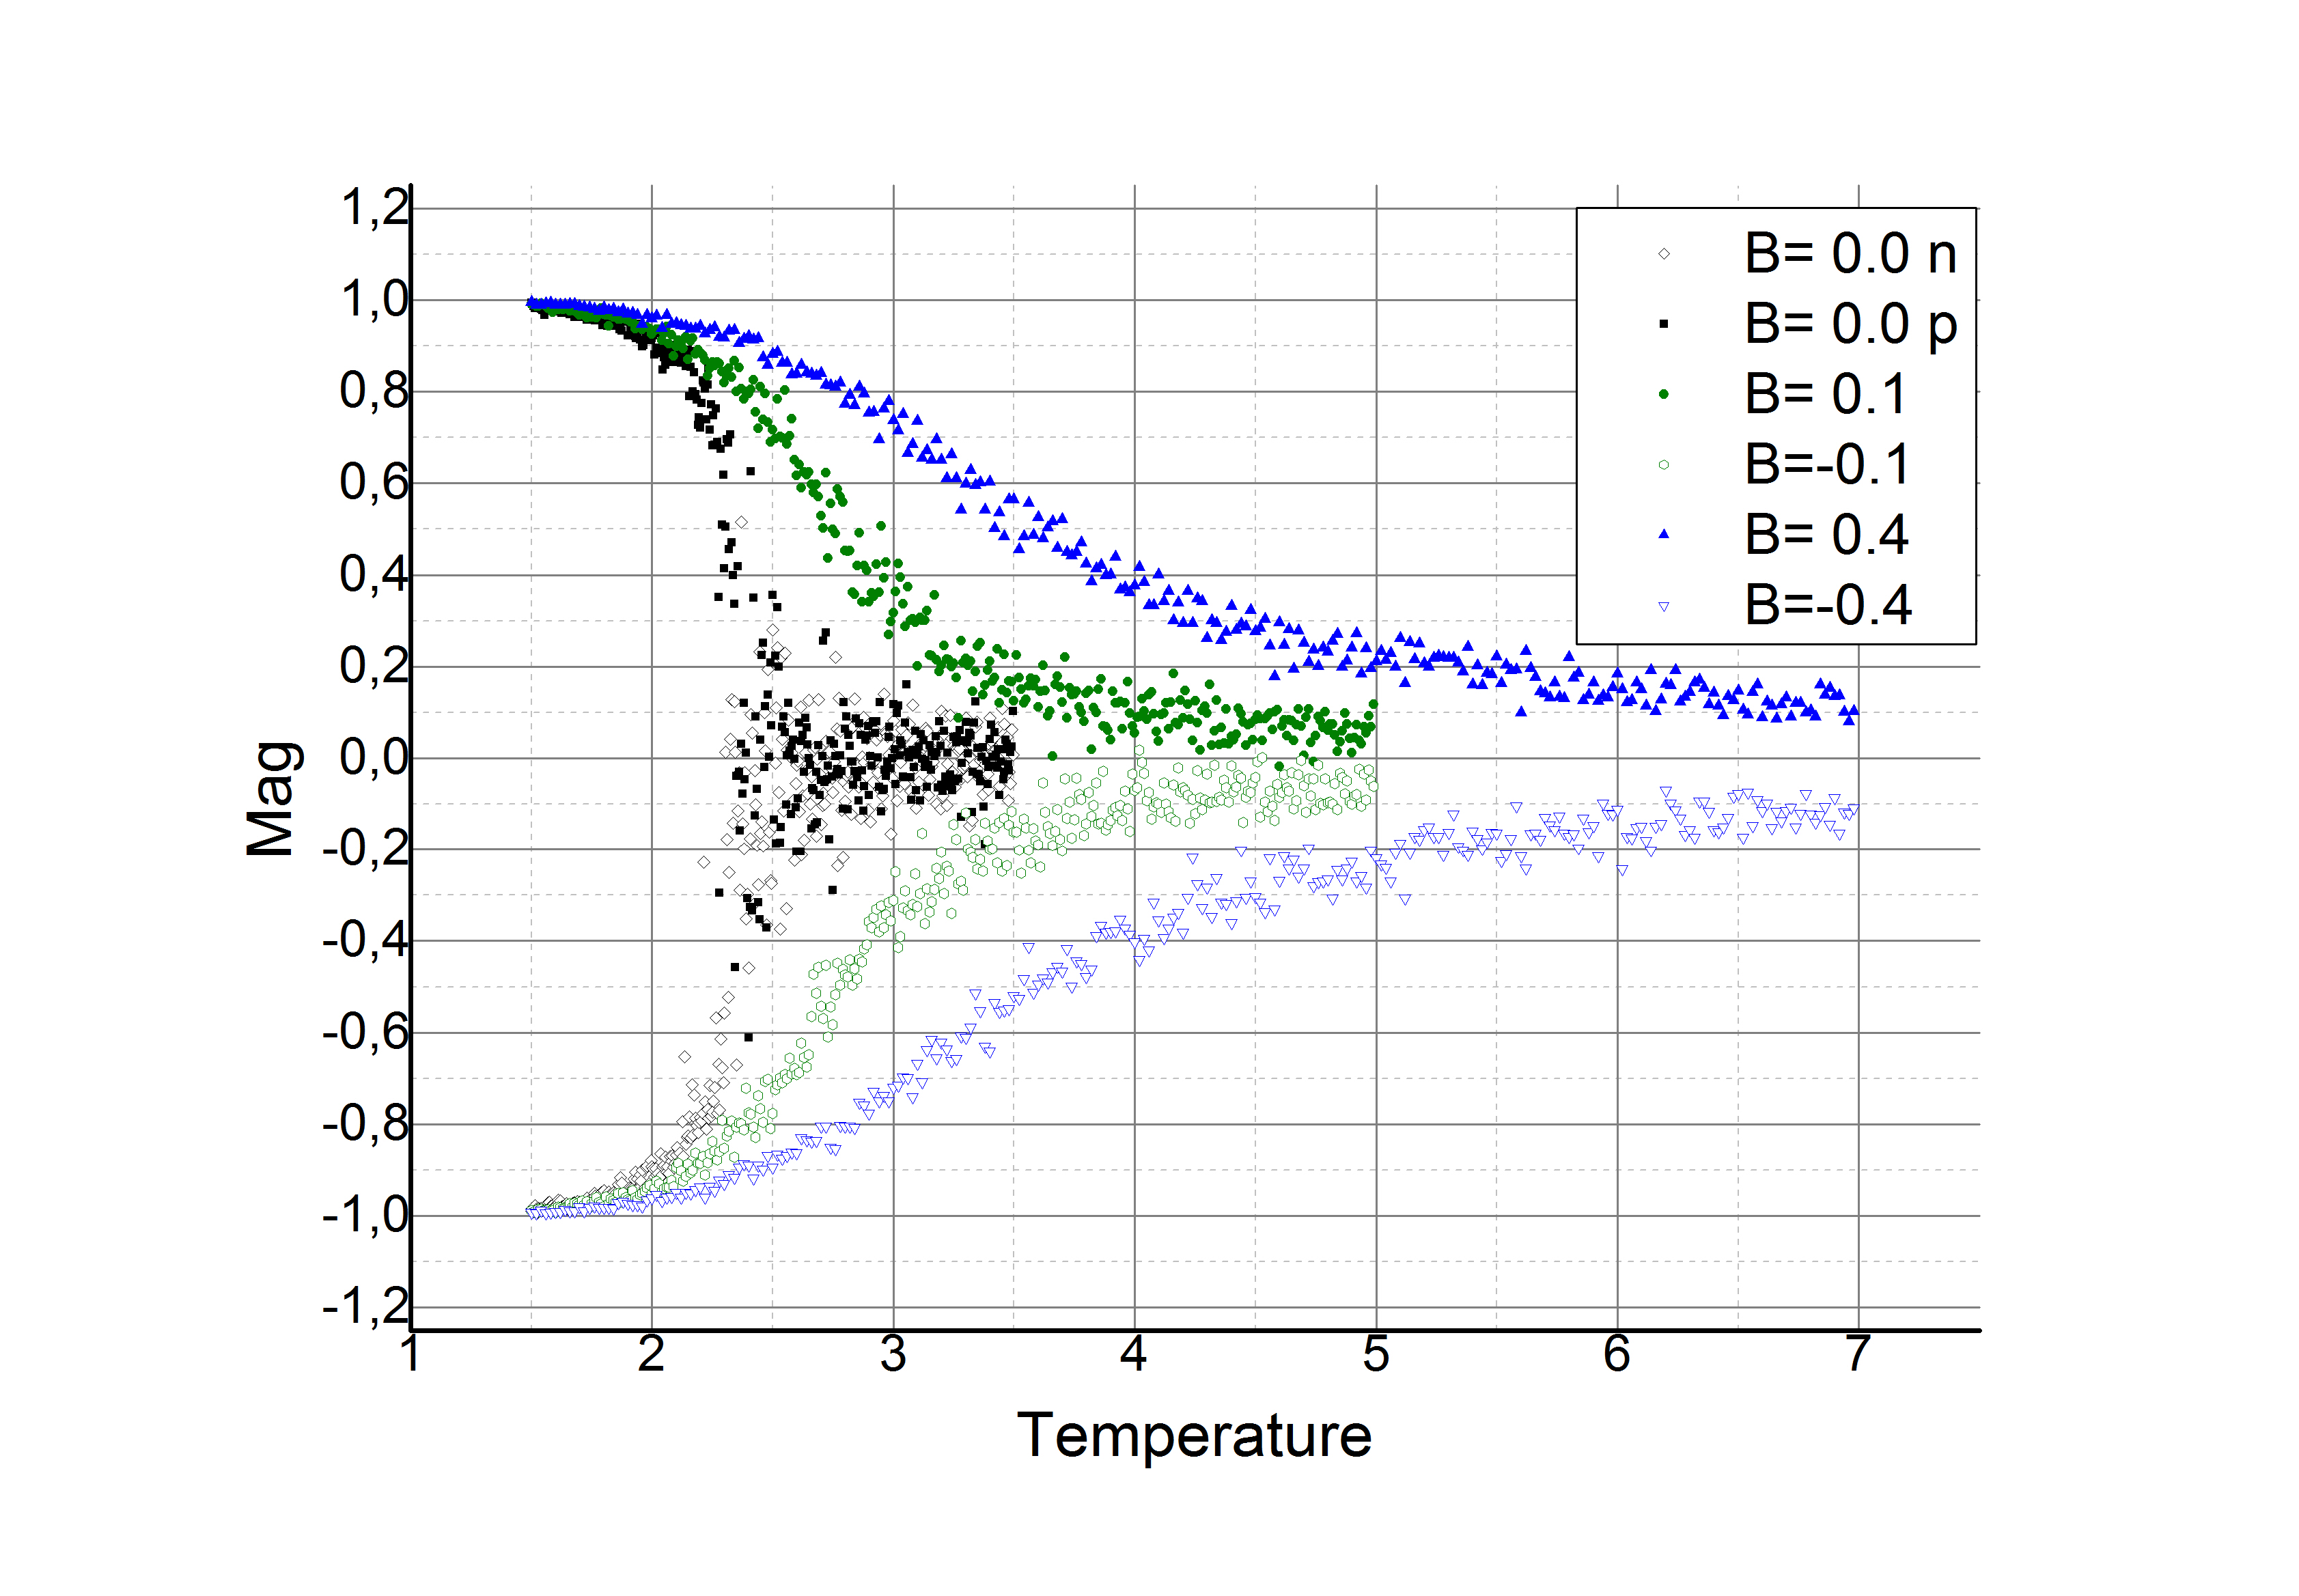 1,2
1,0
0,8
0,6
0,4
0,2
0,0
-0,2
-0,4
-0,6
-0,8
-1,0
-1,2
Mag
1 2 3 4 5 6 7
Temperature
B= 0.0 n
B= 0.0 p
B= 0.1
B=-0.1
B= 0.4
B=-0.4